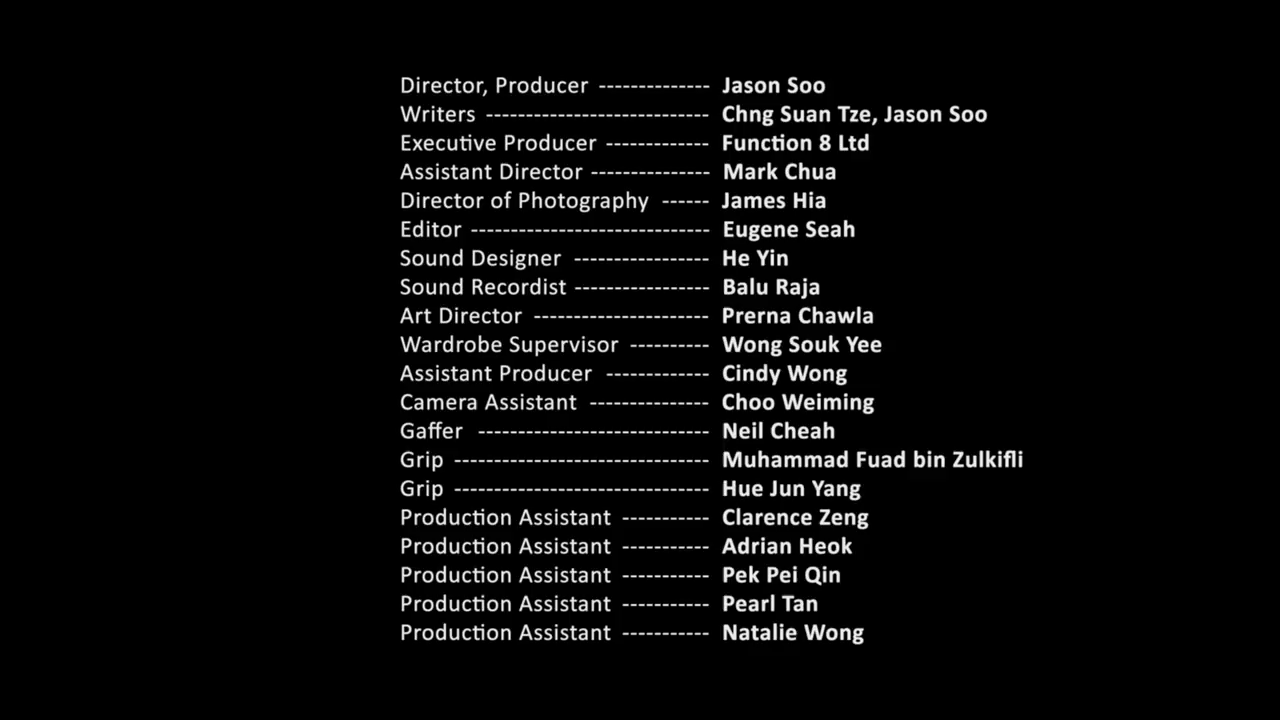 Director, Producer -------------- Jason Soo
Writers ---------------------------- Chng Suan Tze, Jason Soo
Executive Producer ------------- Function 8 Ltd
Assistant Director --------------- Mark Chua
Director of Photography ------ James Hia
Editor ------------------------------ Eugene Seah
Sound Designer ----------------- He Yin
Sound Recordist ----------------- Balu Raja
Art Director ---------------------- Prerna Chawla
Wardrobe Supervisor ---------- Wong Souk Yee
Assistant Producer ------------- Cindy Wong
Camera Assistant --------------- Choo Weiming
Gaffer ----------------------------- Neil Cheah
Grip -------------------------------- Muhammad Fuad bin Zulkifli
Grip -------------------------------- Hue Jun Yang
Production Assistant ----------- Clarence Zeng
Production Assistant ----------- Adrian Heok
Production Assistant ----------- Pek Pei Qin
Production Assistant ----------- Pearl Tan
Production Assistant ----------- Natalie Wong